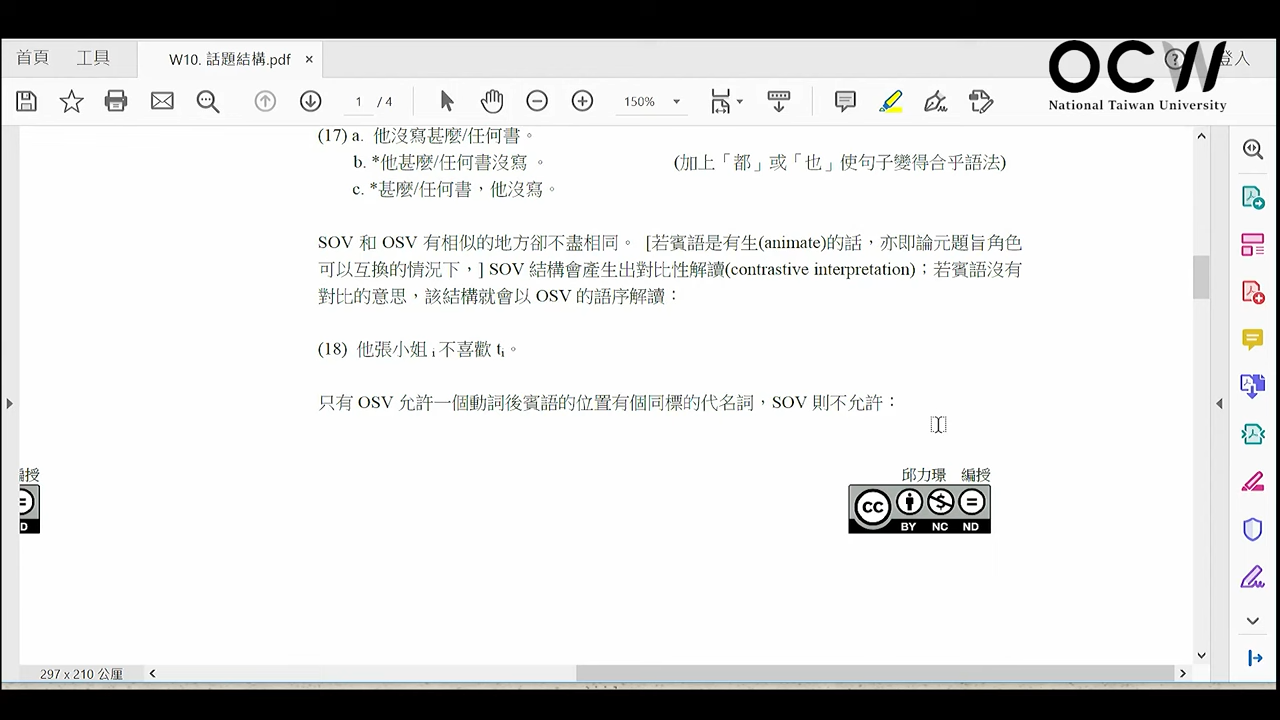 首頁 工具 W10. 話題結構.pdf × 登入
OCW
National Taiwan University
1 / 4 150%
(17) a. 他沒寫甚麼/任何書。
b. *他甚麼/任何書沒寫 。 (加上「都」或「也」使句子變得合乎語法)
c. *甚麼/任何書，他沒寫。
SOV 和 OSV 有相似的地方卻不盡相同。 [若賓語是有生(animate)的話，亦即論元題旨角色
可以互換的情況下，] SOV 結構會產生出對比性解讀(contrastive interpretation)；若賓語沒有
對比的意思，該結構就會以 OSV 的語序解讀：
(18) 他張小姐 i 不喜歡 ti。
只有 OSV 允許一個動詞後賓語的位置有個同標的代名詞，SOV 則不允許：
編授
D
邱力璟 編授
CC
BY NC ND
297 x 210 公厘